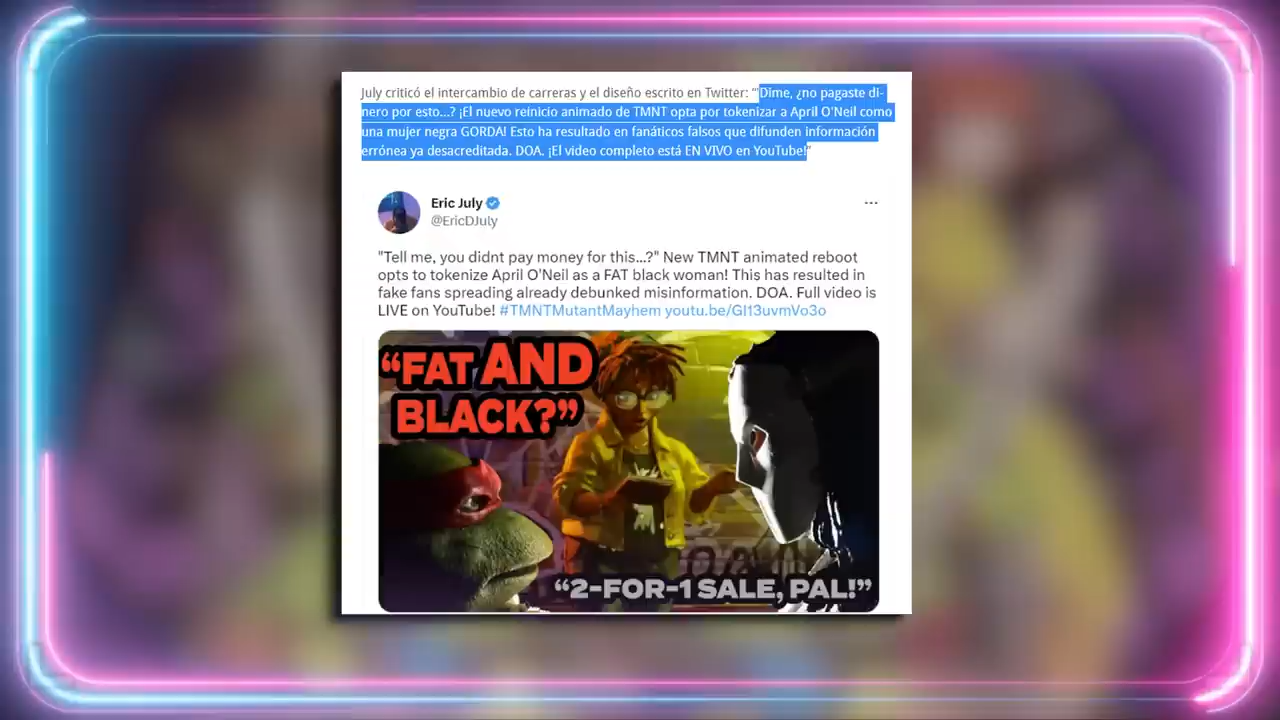 July criticó el intercambio de carreras y el diseño escrito en Twitter: "Dime, ¿no pagaste di-
nero por esto...? ¡El nuevo reinicio animado de TMNT opta por tokenizar a April O'Neil como
una mujer negra GORDA! Esto ha resultado en fanáticos falsos que difunden información
errónea ya desacreditada. DOA. ¡El video completo está EN VIVO en YouTube!"
Eric July
@EricDJuly
"Tell me, you didnt pay money for this...?" New TMNT animated reboot
opts to tokenize April O'Neil as a FAT black woman! This has resulted in
fake fans spreading already debunked misinformation. DOA. Full video is
LIVE on YouTube! #TMNTMutantMayhem youtu.be/GI13uvmVo3o
"FAT AND
BLACK?"
"2-FOR-1 SALE, PAL!"